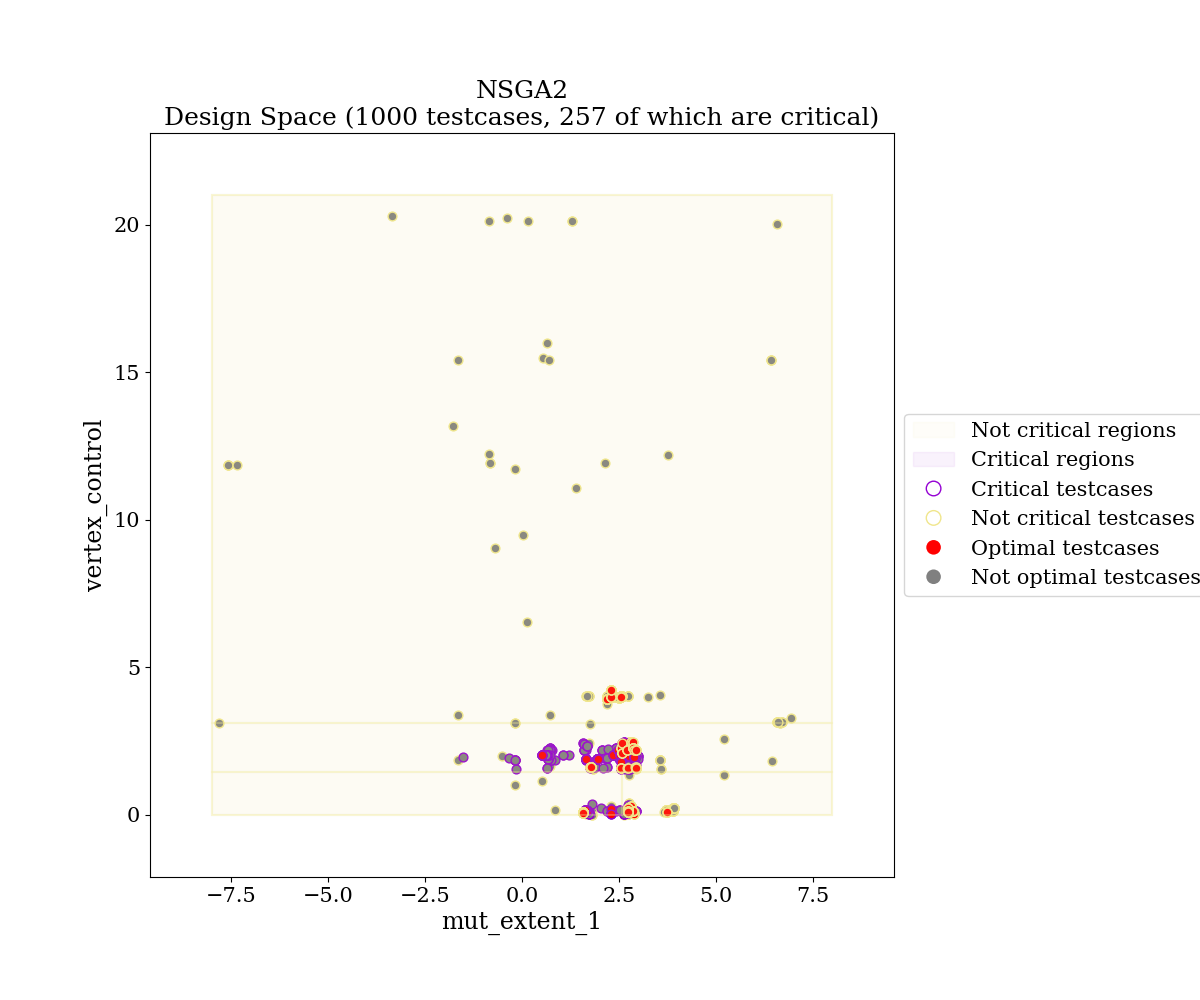 NSGA2
Design Space (1000 testcases, 257 of which are critical)
20
15
10
5
0
vertex_control
−7.5
−5.0
−2.5
0.0
2.5
5.0
7.5
mut_extent_1
Not critical regions
Critical regions
Critical testcases
Not critical testcases
Optimal testcases
Not optimal testcases